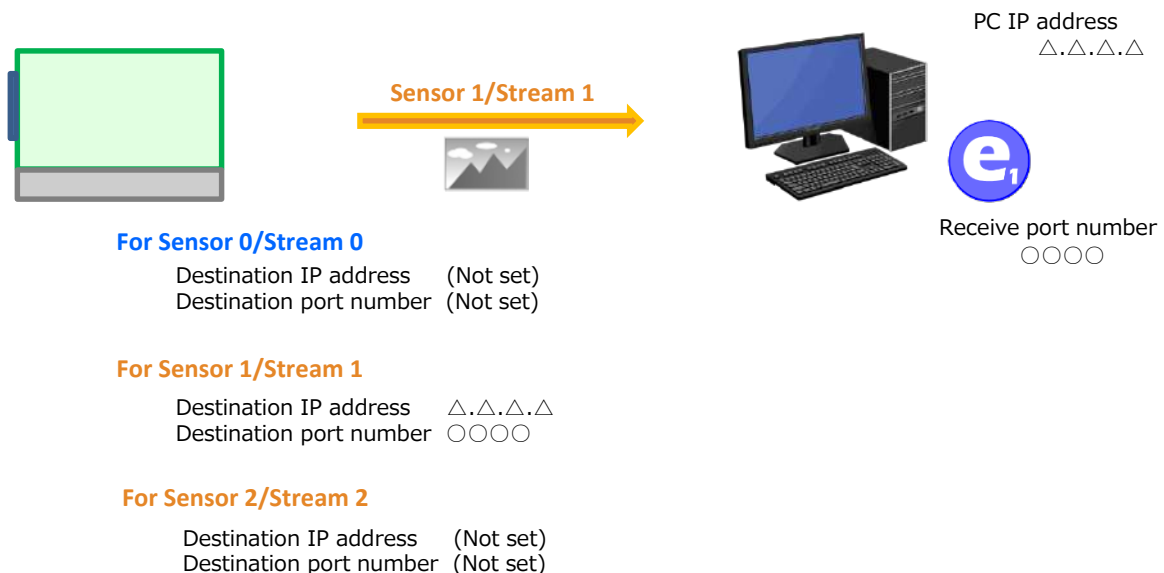 PC IP address
△.△.△.△
Sensor 1/Stream 1
e1
Receive port number
○○○○
For Sensor 0/Stream 0
Destination IP address (Not set)
Destination port number (Not set)
For Sensor 1/Stream 1
Destination IP address △.△.△.△
Destination port number ○○○○
For Sensor 2/Stream 2
Destination IP address (Not set)
Destination port number (Not set)